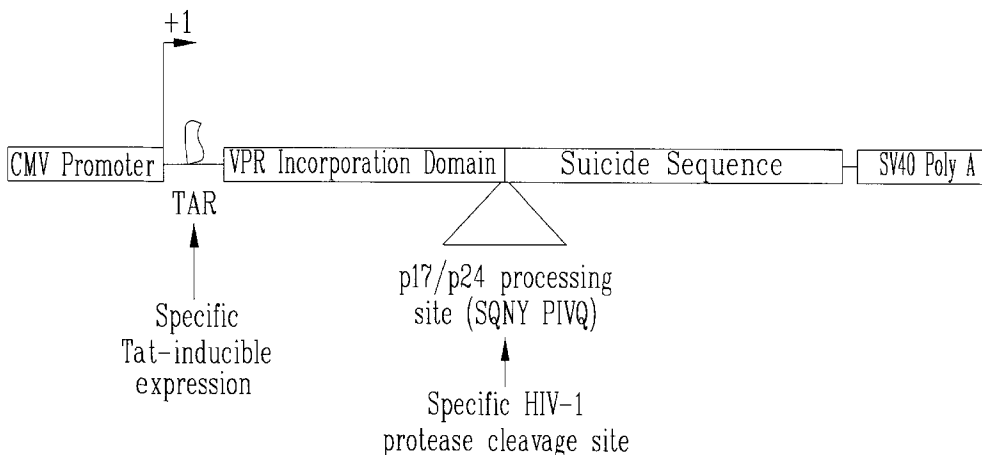 +1
CMV Promoter
VPR Incorporation Domain
Suicide Sequence
SV40 Poly A
TAR
p17/p24 processing
site (SQNY PIVQ)
Specific
Tat-inducible
expression
Specific HIV-1
protease cleavage site